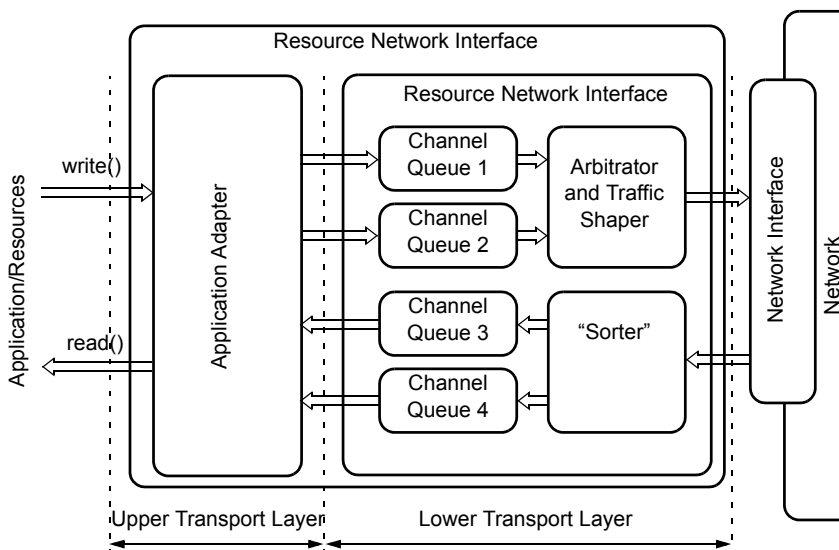 Resource Network Interface
Resource Network Interface
Application/Resources
write()
read()
Application Adapter
Channel
Queue 1
Channel
Queue 2
Channel
Queue 3
Channel
Queue 4
Arbitrator
and Traffic
Shaper
“Sorter”
Network Interface
Network
Upper Transport Layer
Lower Transport Layer